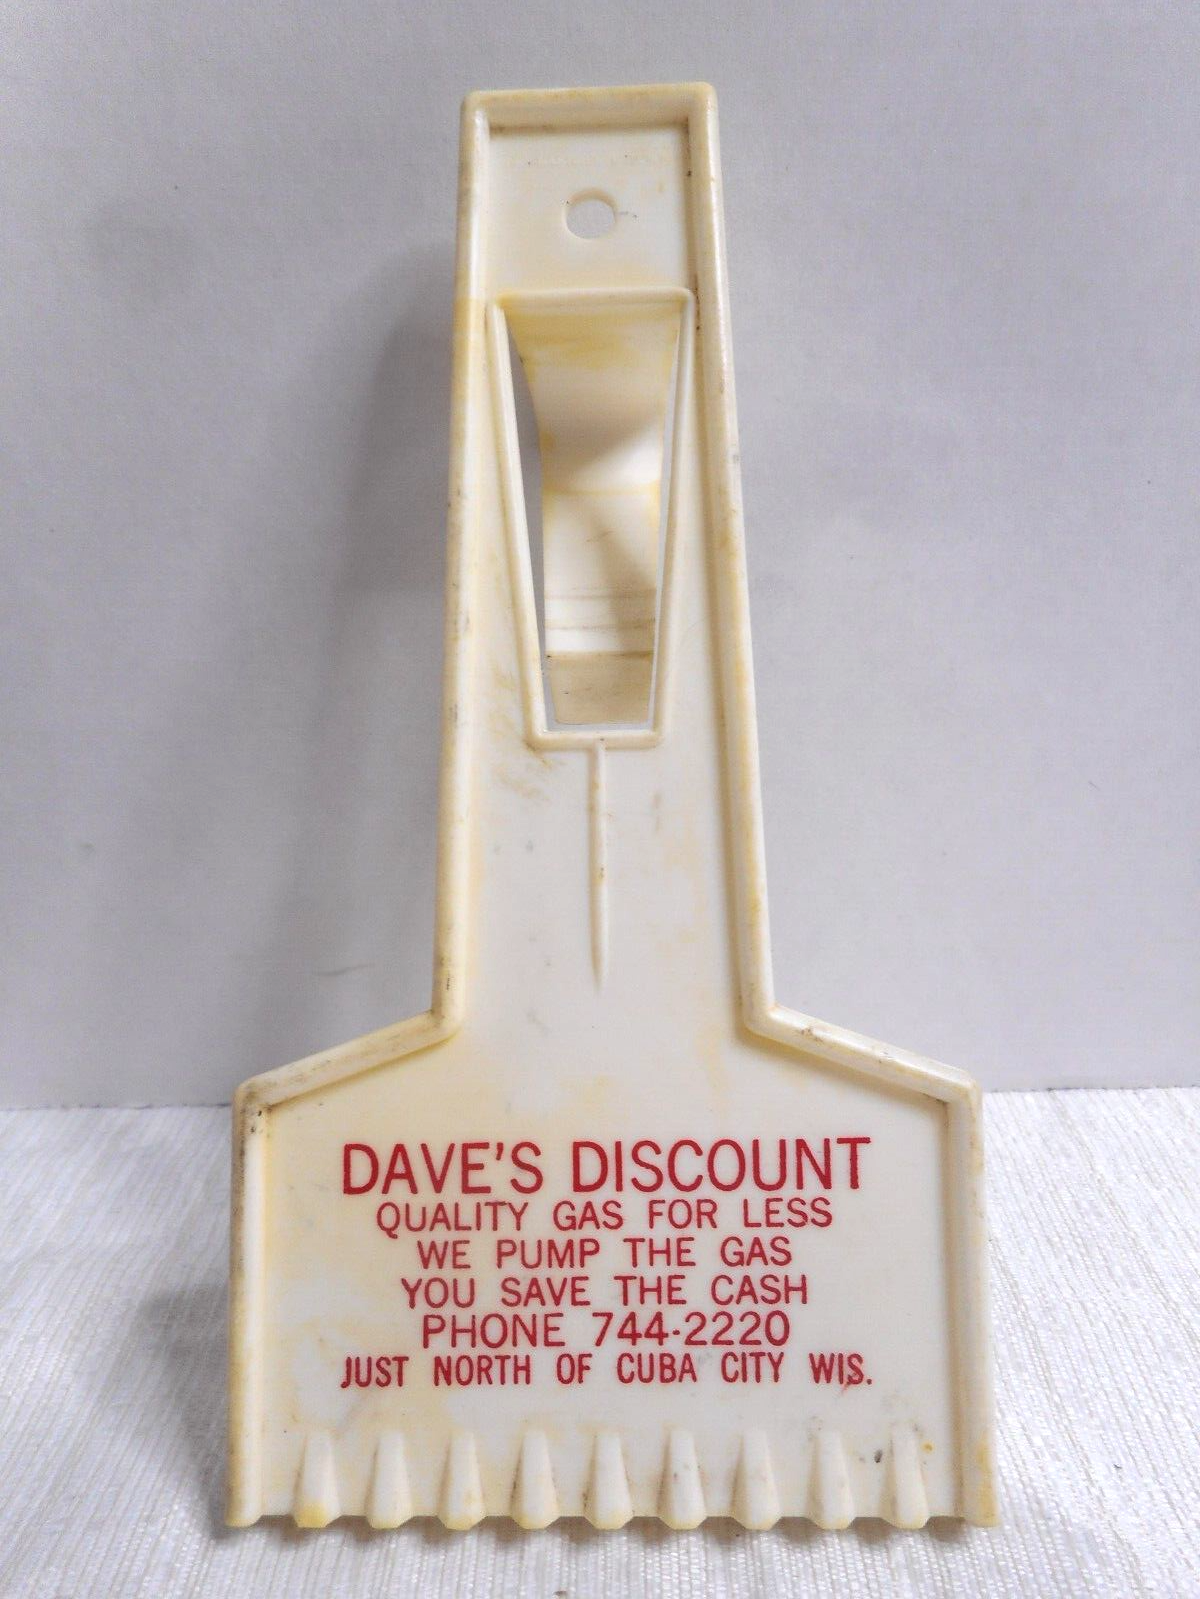 DAVE'S DISCOUNT
QUALITY GAS FOR LESS
WE PUMP THE GAS
YOU SAVE THE CASH
PHONE 744-2220
JUST NORTH OF CUBA CITY WIS.